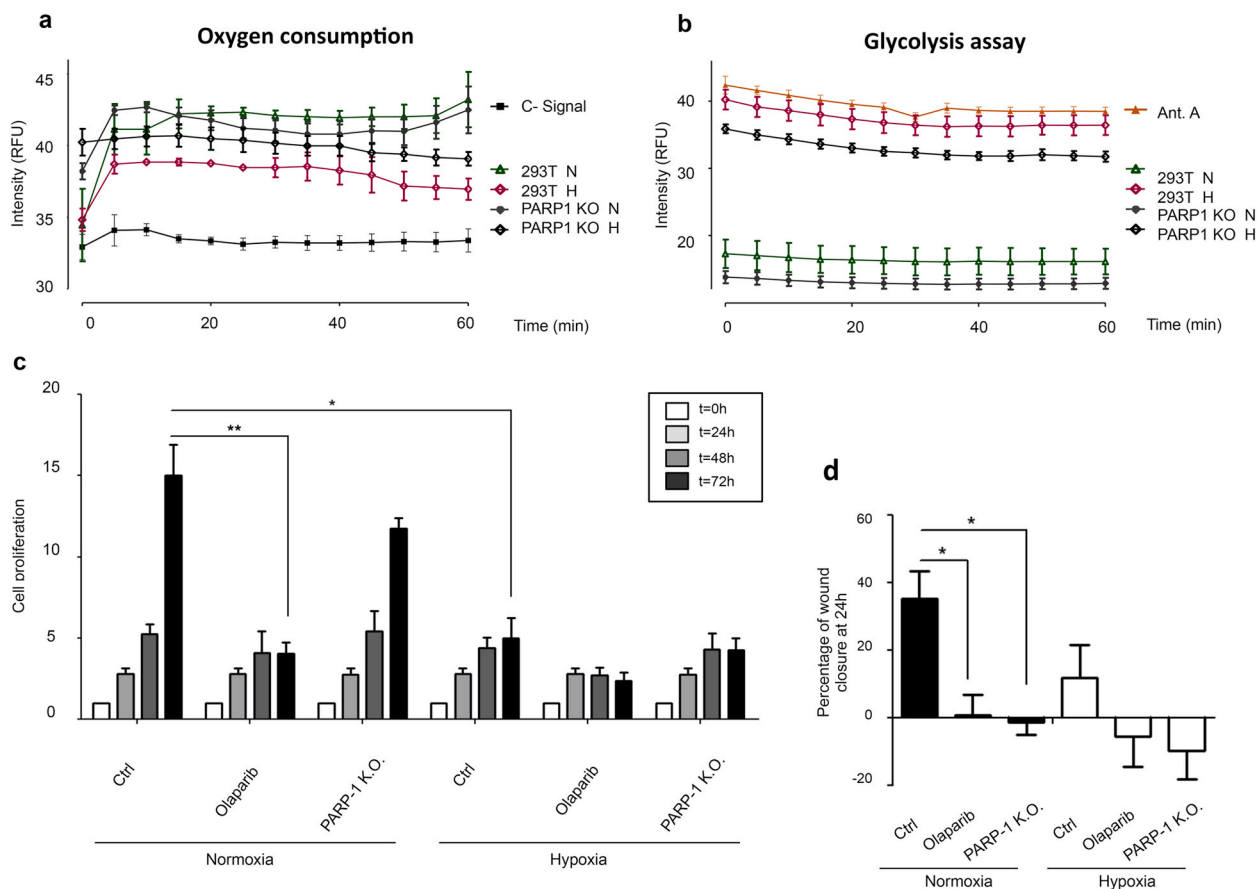 a
Oxygen consumption
45
40
35
30
Intensity (RFU)
0
20
40
60
Time (min)
C- Signal
293T N
293T H
PARP1 KO N
PARP1 KO H
b
Glycolysis assay
40
30
20
Intensity (RFU)
0
20
40
60
Time (min)
Ant. A
293T N
293T H
PARP1 KO N
PARP1 KO H
c
20
15
10
5
0
Cell proliferation
*
**
t=0h
t=24h
t=48h
t=72h
Ctrl
Olaparib
PARP-1 K.O.
Ctrl
Olaparib
PARP-1 K.O.
Normoxia
Hypoxia
d
60
40
20
0
-20
Percentage of wound
closure at 24h
*
*
Ctrl
Olaparib
PARP-1 K.O.
Ctrl
Olaparib
PARP-1 K.O.
Normoxia
Hypoxia